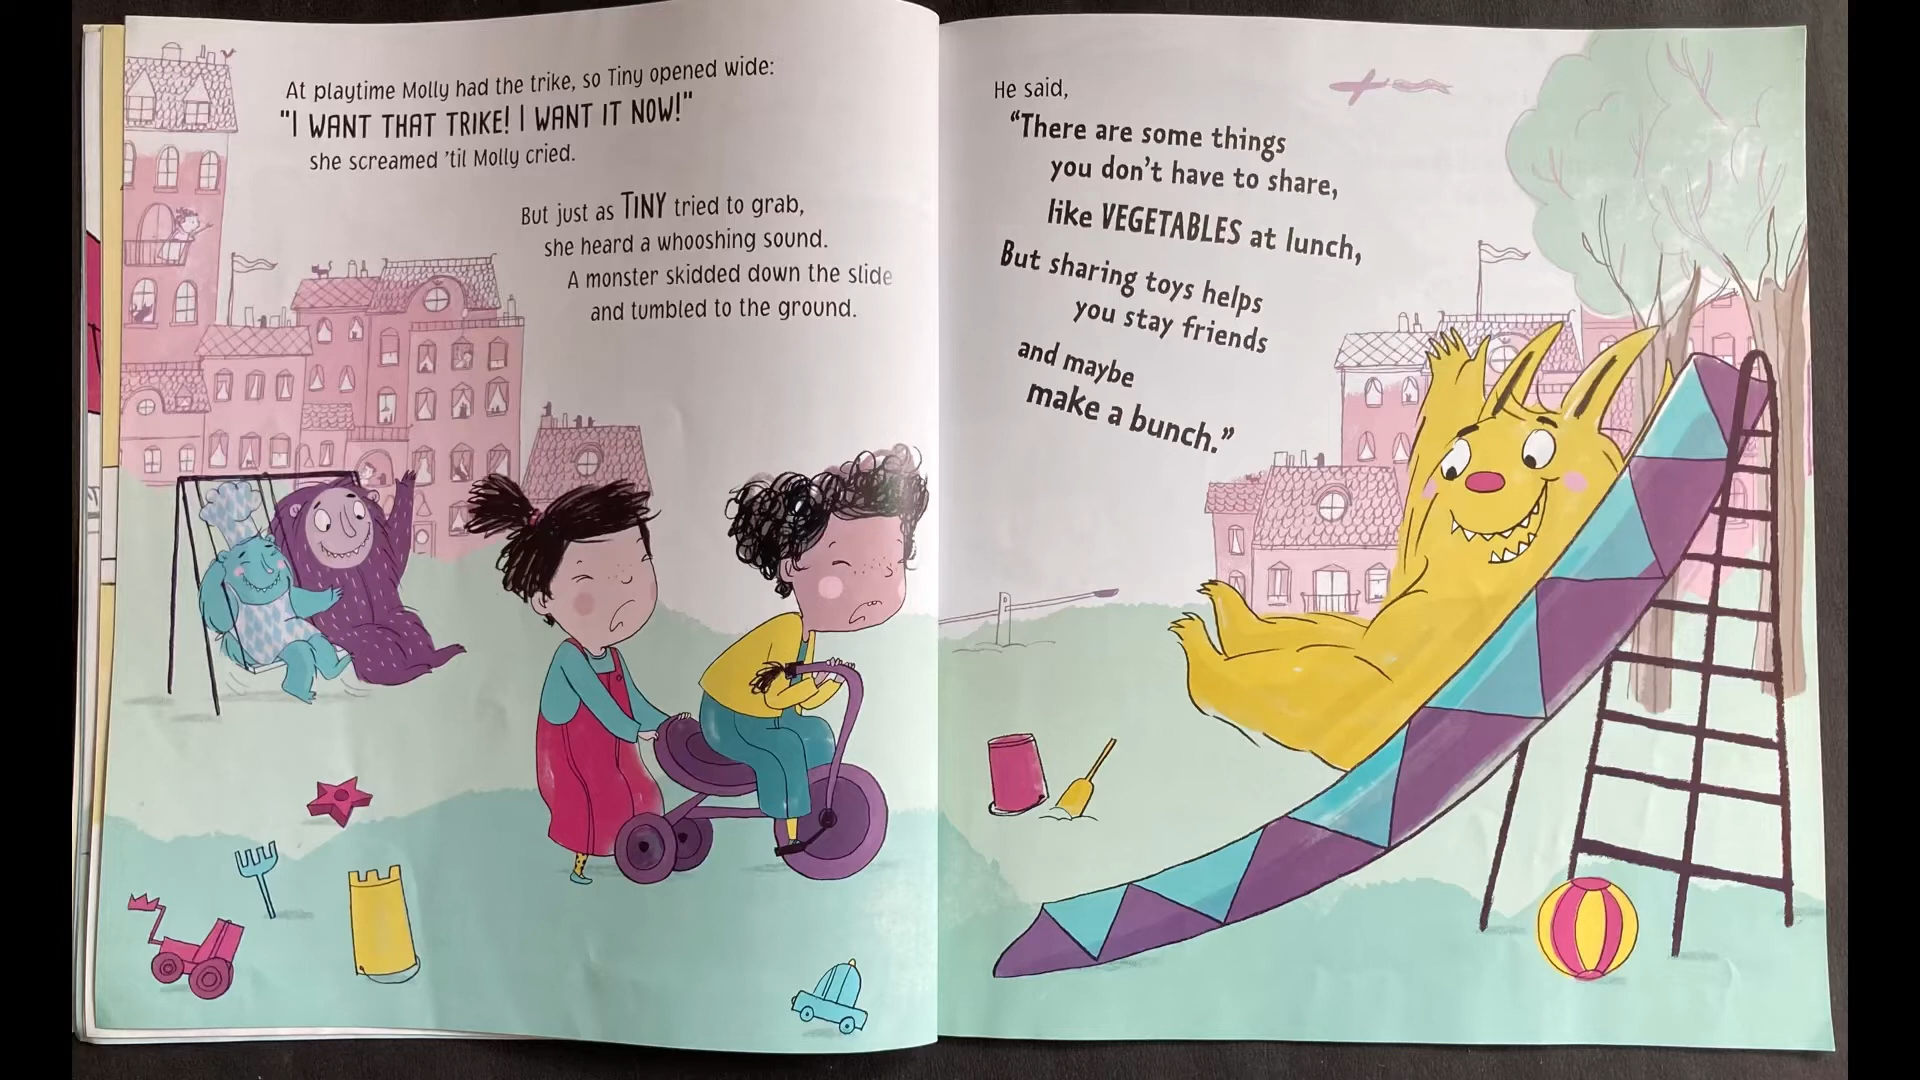 At playtime Molly had the trike, so Tiny opened wide:
"I WANT THAT TRIKE! I WANT IT NOW!"
she screamed 'til Molly cried.
But just as TINY tried to grab,
she heard a whooshing sound.
A monster skidded down the slide
and tumbled to the ground.
He said,
“There are some things
you don’t have to share,
like VEGETABLES at lunch,
But sharing toys helps
you stay friends
and maybe
make a bunch.”